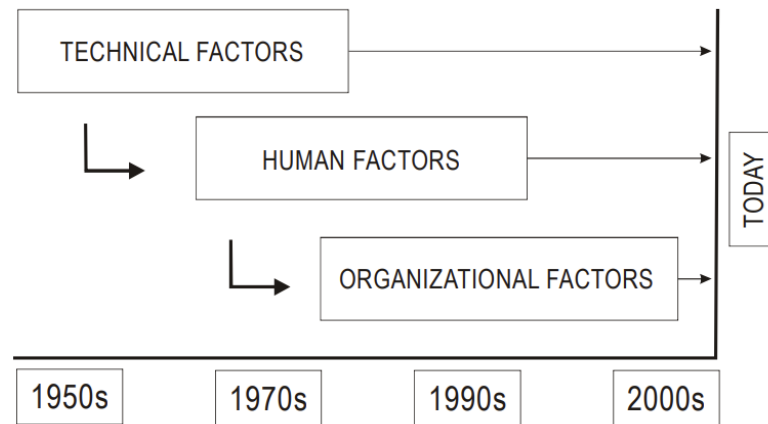 TECHNICAL FACTORS
HUMAN FACTORS
TODAY
ORGANIZATIONAL FACTORS
1950s
1970s
1990s
2000s